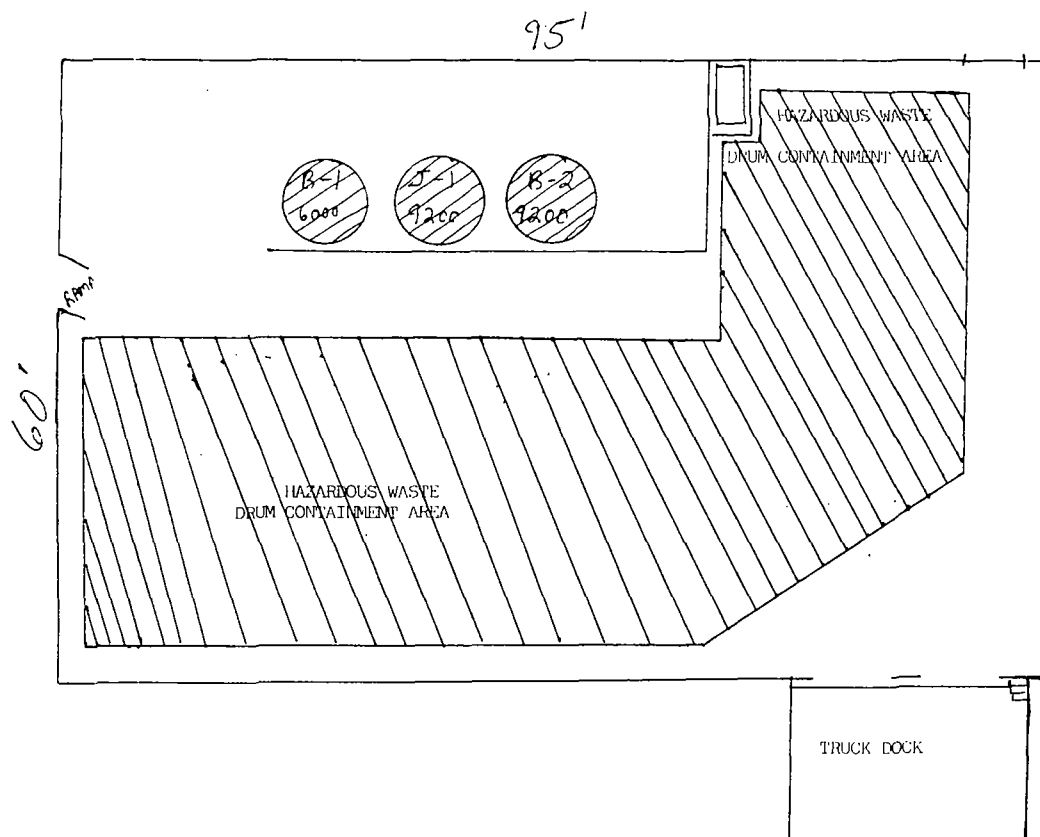 95'
HAZARDOUS WASTE
DRUM CONTAINMENT AREA
B-1
6000
J-1
9200
B-2
9200
RAMP
60'
HAZARDOUS WASTE
DRUM CONTAINMENT AREA
TRUCK DOCK